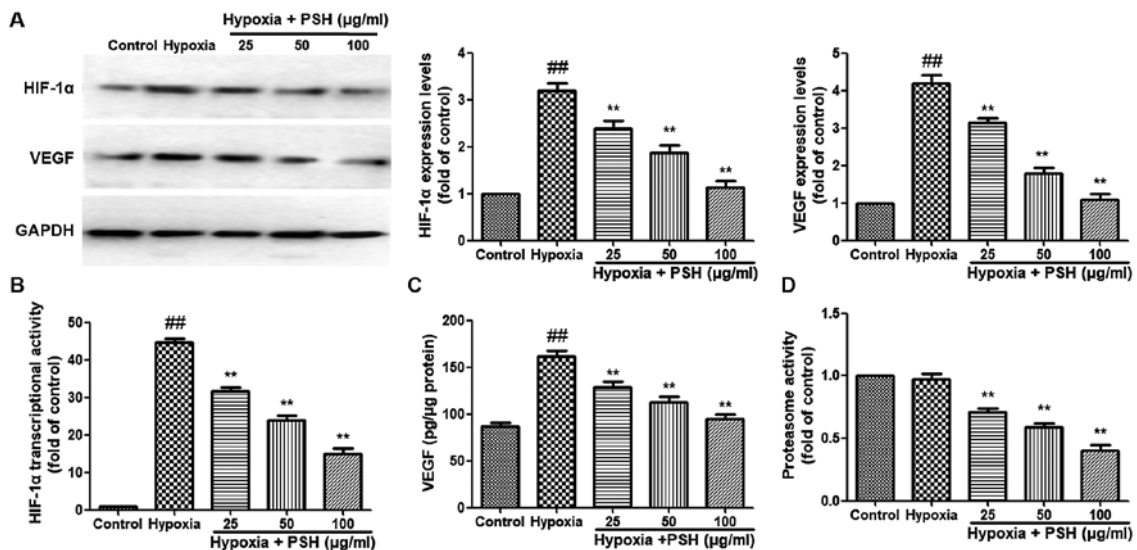 A
Hypoxia + PSH (µg/ml)
Control Hypoxia 25 50 100
HIF-1α
VEGF
GAPDH
HIF-1α expression levels
(fold of control)
4
3
2
1
0
##
**
**
**
Control Hypoxia 25 50 100
Hypoxia + PSH (µg/ml)
VEGF expression levels
(fold of control)
5
4
3
2
1
0
##
**
**
**
Control Hypoxia 25 50 100
Hypoxia + PSH (µg/ml)
B
HIF-1α transcriptional activity
(fold of control)
50
40
30
20
10
0
##
**
**
**
Control Hypoxia 25 50 100
Hypoxia + PSH (µg/ml)
C
VEGF (pg/µg protein)
200
150
100
50
0
##
**
**
**
Control Hypoxia 25 50 100
Hypoxia +PSH (µg/ml)
D
Proteasome activity
(fold of control)
1.5
1.0
0.5
0.0
**
**
**
Control Hypoxia 25 50 100
Hypoxia + PSH (µg/ml)